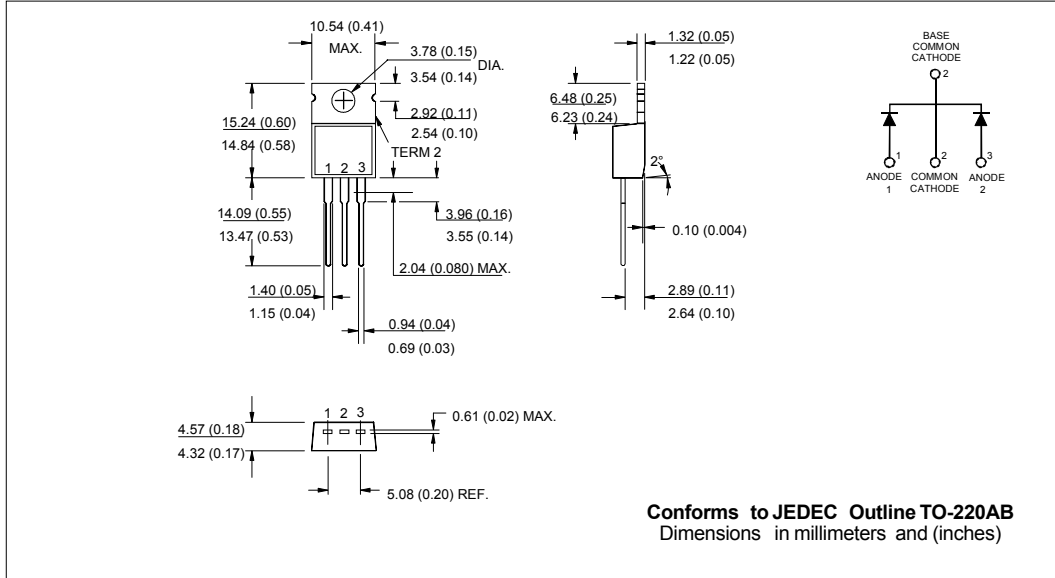 10.54 (0.41)
MAX.
3.78 (0.15)
3.54 (0.14)
DIA.
2.92 (0.11)
2.54 (0.10)
TERM 2
15.24 (0.60)
14.84 (0.58)
1 2 3
14.09 (0.55)
13.47 (0.53)
3.96 (0.16)
3.55 (0.14)
2.04 (0.080) MAX.
1.40 (0.05)
1.15 (0.04)
0.94 (0.04)
0.69 (0.03)
1.32 (0.05)
1.22 (0.05)
6.48 (0.25)
6.23 (0.24)
2°
0.10 (0.004)
2.89 (0.11)
2.64 (0.10)
BASE
COMMON
CATHODE
2
1 2 3
ANODE COMMON ANODE
1 CATHODE 2
1 2 3
4.57 (0.18)
4.32 (0.17)
0.61 (0.02) MAX.
5.08 (0.20) REF.
Conforms to JEDEC Outline TO-220AB
Dimensions in millimeters and (inches)